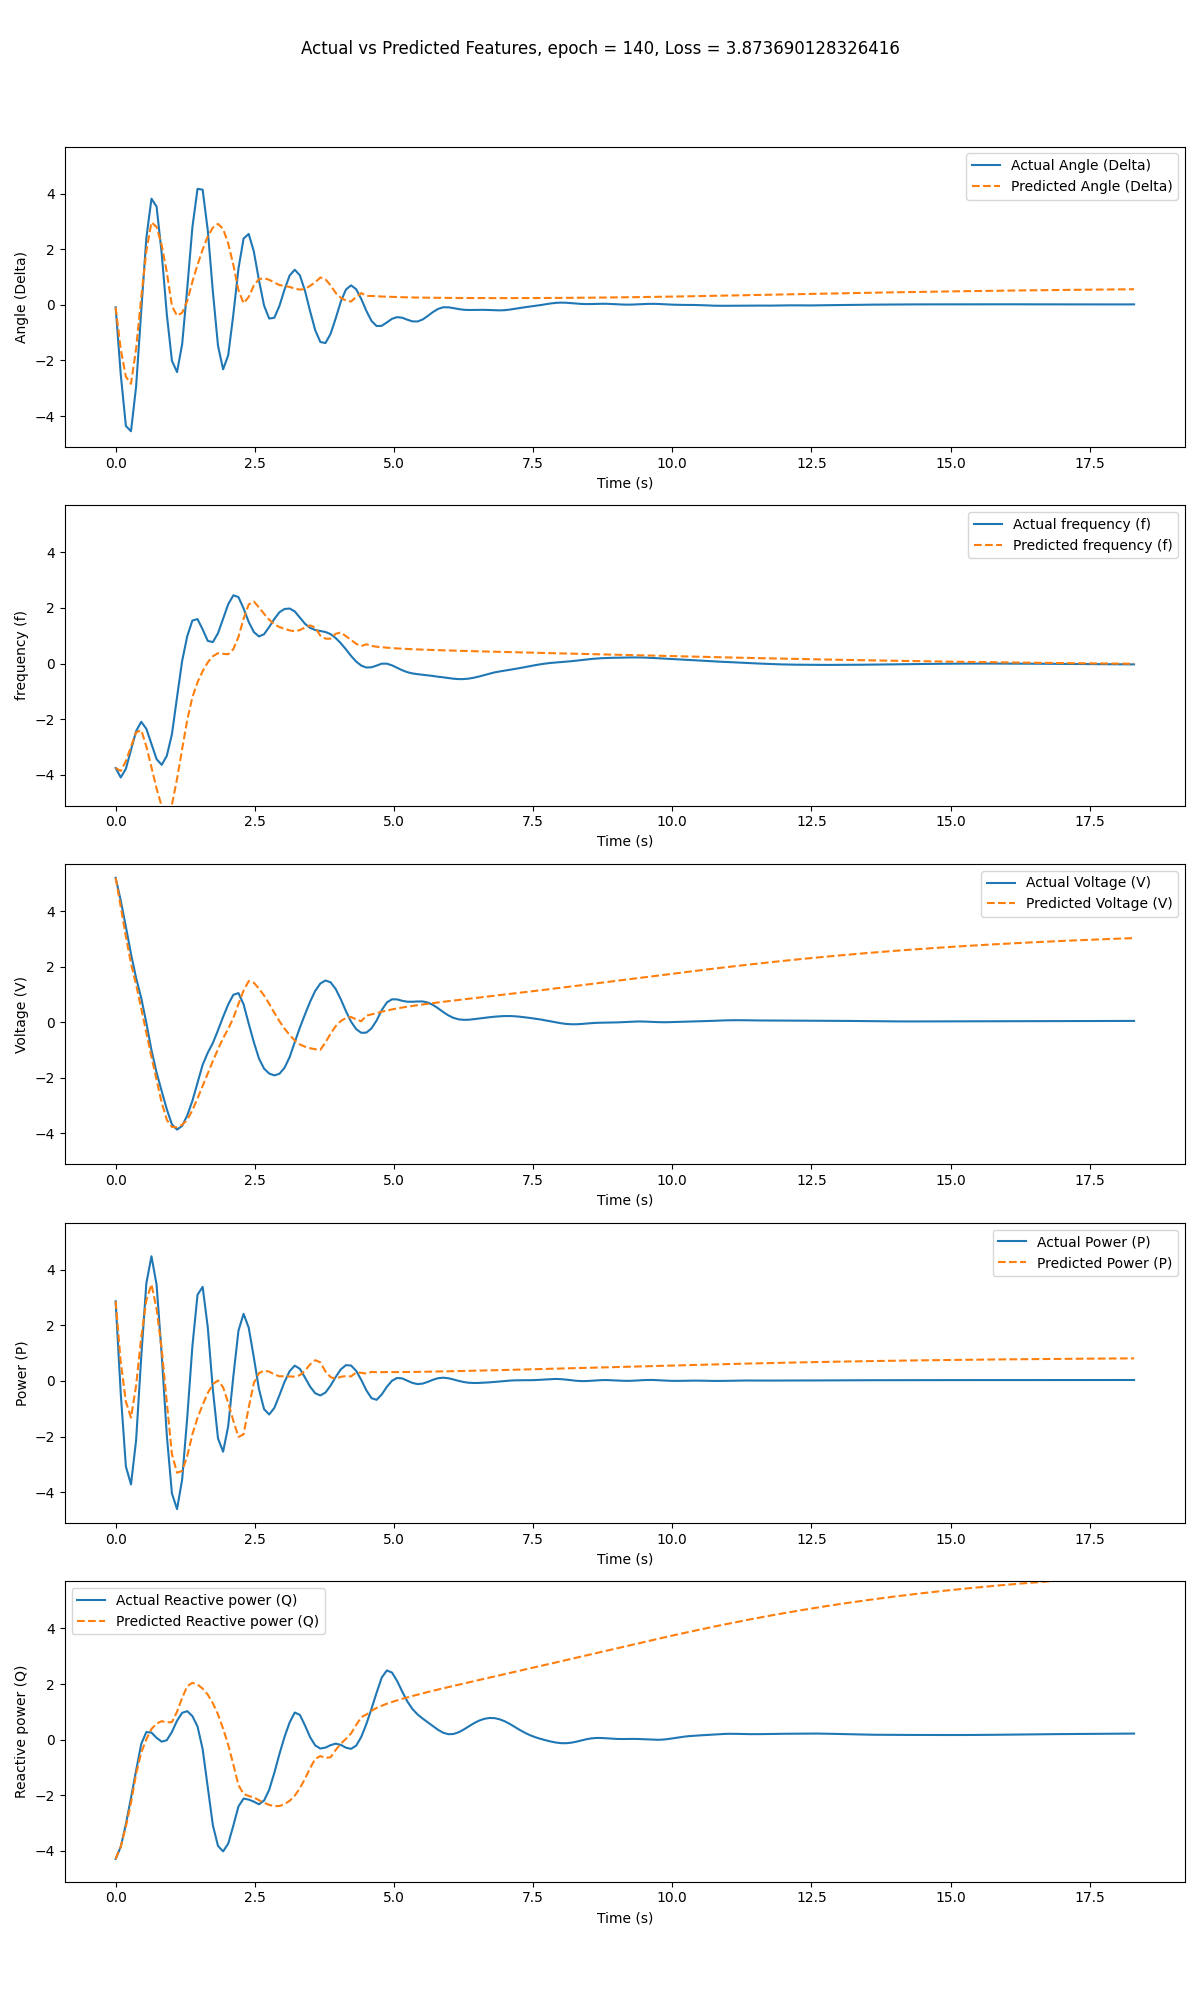 Actual vs Predicted Features, epoch = 140, Loss = 3.873690128326416
Actual Angle (Delta)
Predicted Angle (Delta)
Angle (Delta)
4
2
0
−2
−4
0.0 2.5 5.0 7.5 10.0 12.5 15.0 17.5
Time (s)
Actual frequency (f)
Predicted frequency (f)
frequency (f)
4
2
0
−2
−4
0.0 2.5 5.0 7.5 10.0 12.5 15.0 17.5
Time (s)
Actual Voltage (V)
Predicted Voltage (V)
Voltage (V)
4
2
0
−2
−4
0.0 2.5 5.0 7.5 10.0 12.5 15.0 17.5
Time (s)
Actual Power (P)
Predicted Power (P)
Power (P)
4
2
0
−2
−4
0.0 2.5 5.0 7.5 10.0 12.5 15.0 17.5
Time (s)
Actual Reactive power (Q)
Predicted Reactive power (Q)
Reactive power (Q)
4
2
0
−2
−4
0.0 2.5 5.0 7.5 10.0 12.5 15.0 17.5
Time (s)